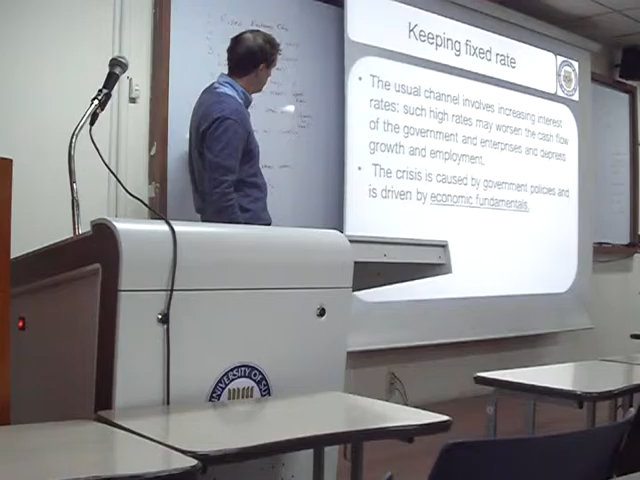 Keeping fixed rate
• The usual channel involves increasing interest
rates; such high rates may worsen the cash flow
of the government and enterprises and depress
growth and employment.
• The crisis is caused by government policies and
is driven by economic fundamentals.
UNIVERSITY OF